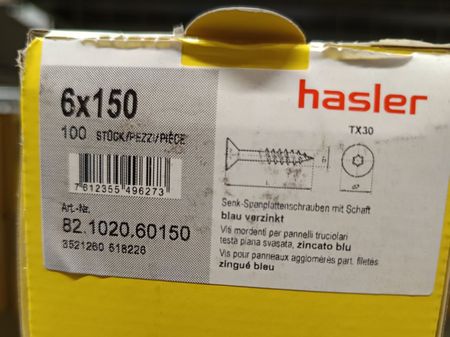 6x150
100 STÜCK/PEZZI/PIÈCE
7 612355 496273
Art.-Nr.
82.1020.60150
3521260 518226
hasler
TX30
Senk-Spanplattenschrauben mit Schaft
blau verzinkt
Viti mordenti per pannelli truciolari
testa piana svasata, zincato blu
Vis pour panneaux agglomérés part. filetées
zingué bleu